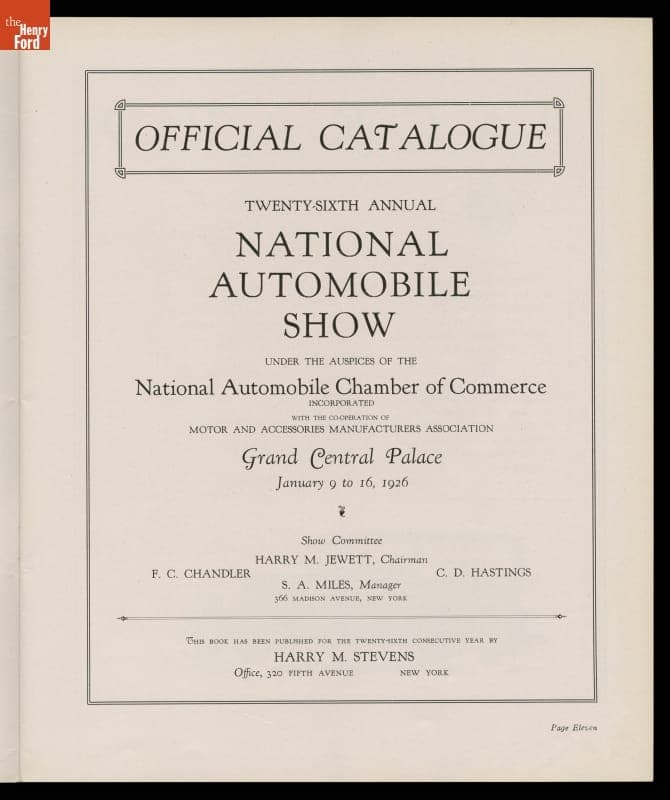 the
Henry
Ford
OFFICIAL CATALOGUE
TWENTY-SIXTH ANNUAL
NATIONAL
AUTOMOBILE
SHOW
UNDER THE AUSPICES OF THE
National Automobile Chamber of Commerce
INCORPORATED
WITH THE CO-OPERATION OF
MOTOR AND ACCESSORIES MANUFACTURERS ASSOCIATION
Grand Central Palace
January 9 to 16, 1926
Show Committee
HARRY M. JEWETT, Chairman
F. C. CHANDLER C. D. HASTINGS
S. A. MILES, Manager
366 MADISON AVENUE, NEW YORK
THIS BOOK HAS BEEN PUBLISHED FOR THE TWENTY-SIXTH CONSECUTIVE YEAR BY
HARRY M. STEVENS
Office, 320 FIFTH AVENUE NEW YORK
Page Eleven